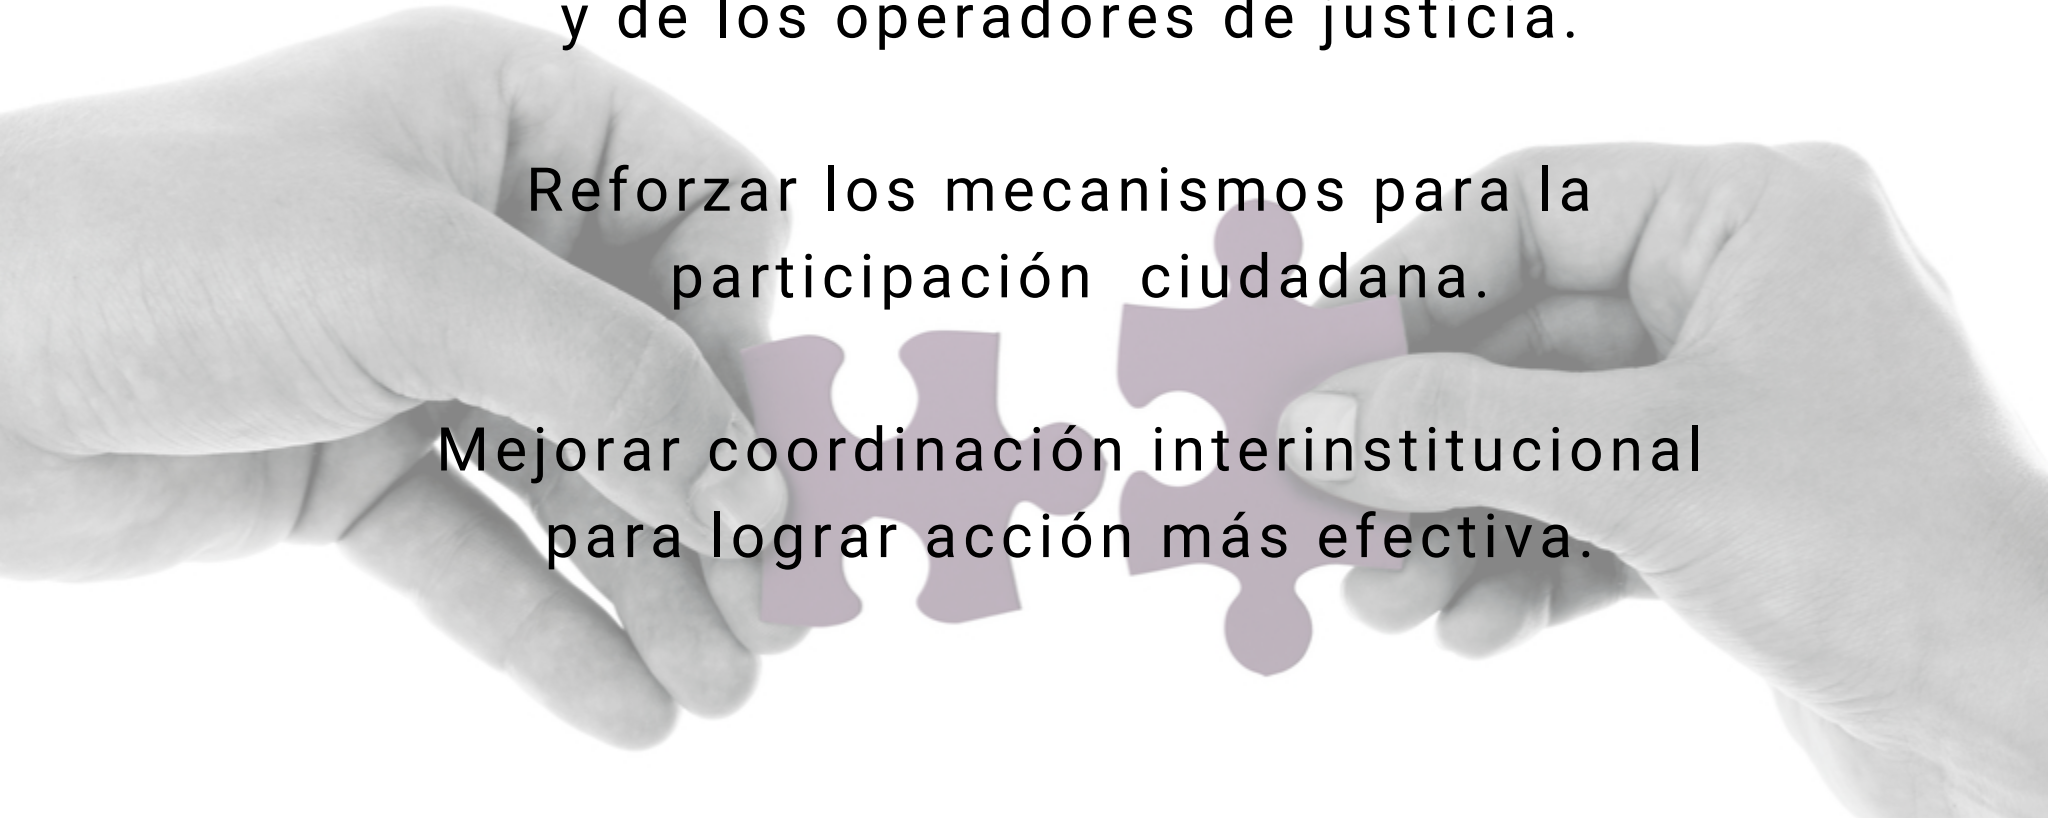 y de los operadores de justicia.
Reforzar los mecanismos para la
participación ciudadana.
Mejorar coordinación interinstitucional
para lograr acción más efectiva.